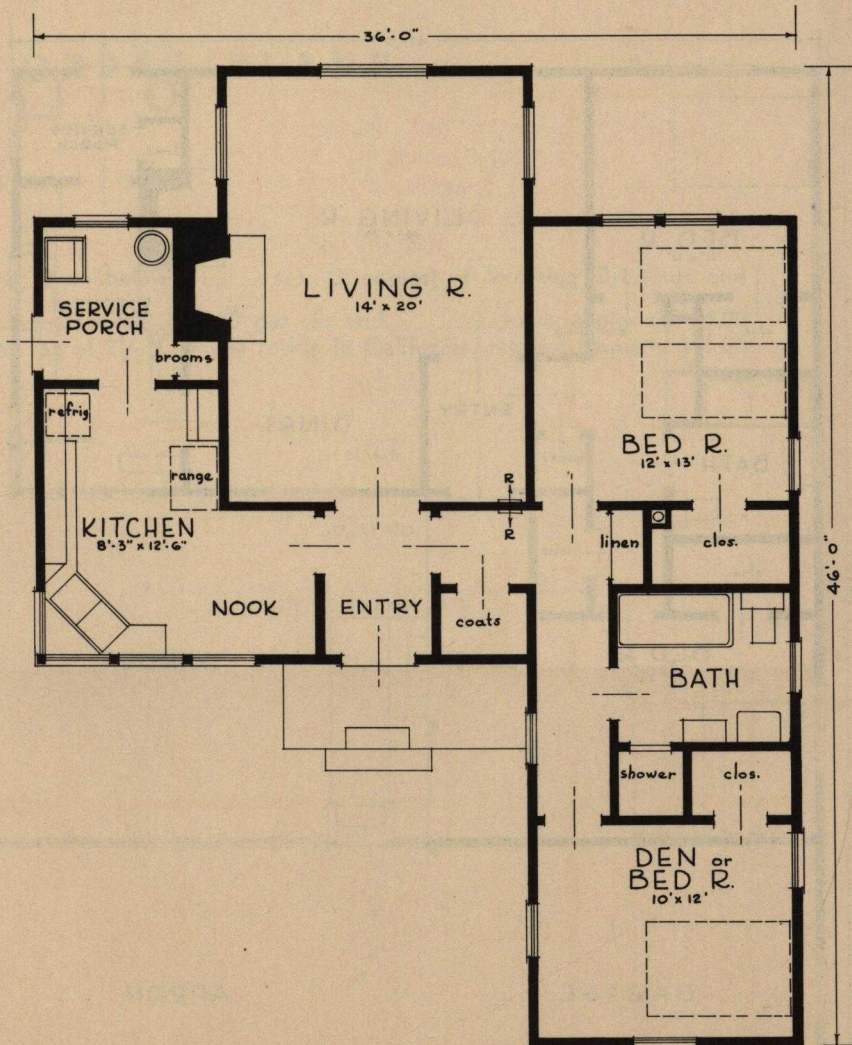 36'-0"
LIVING R.
14' x 20'
SERVICE
PORCH
brooms
refrig
range
KITCHEN
8'-3" x 12'-6"
NOOK
ENTRY
coats
R
R
BED R.
12' x 13'
linen
clos.
46'-0"
BATH
shower
clos.
DEN or
BED R.
10' x 12'